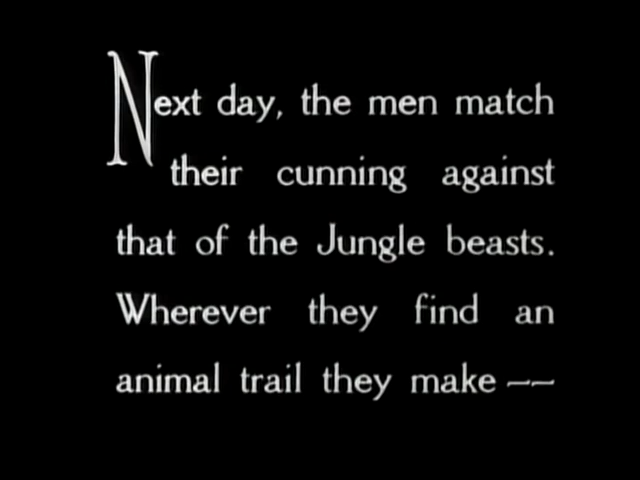 Next day, the men match
their cunning against
that of the Jungle beasts.
Wherever they find an
animal trail they make ——